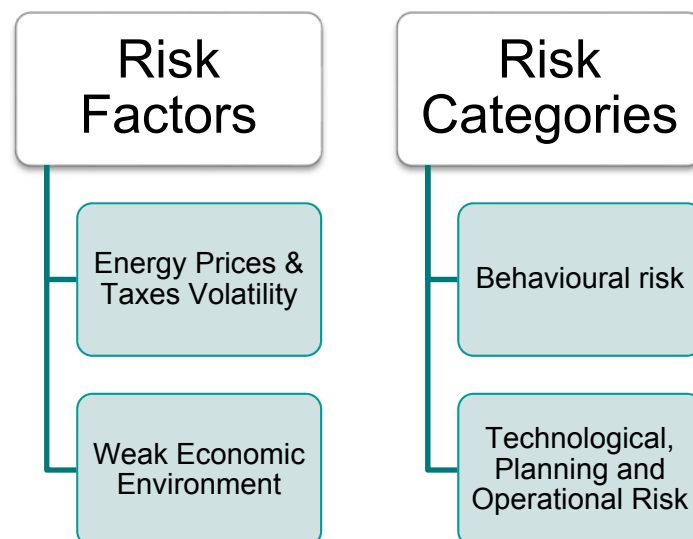 Risk
Factors
Energy Prices &
Taxes Volatility
Weak Economic
Environment
Risk
Categories
Behavioural risk
Technological,
Planning and
Operational Risk